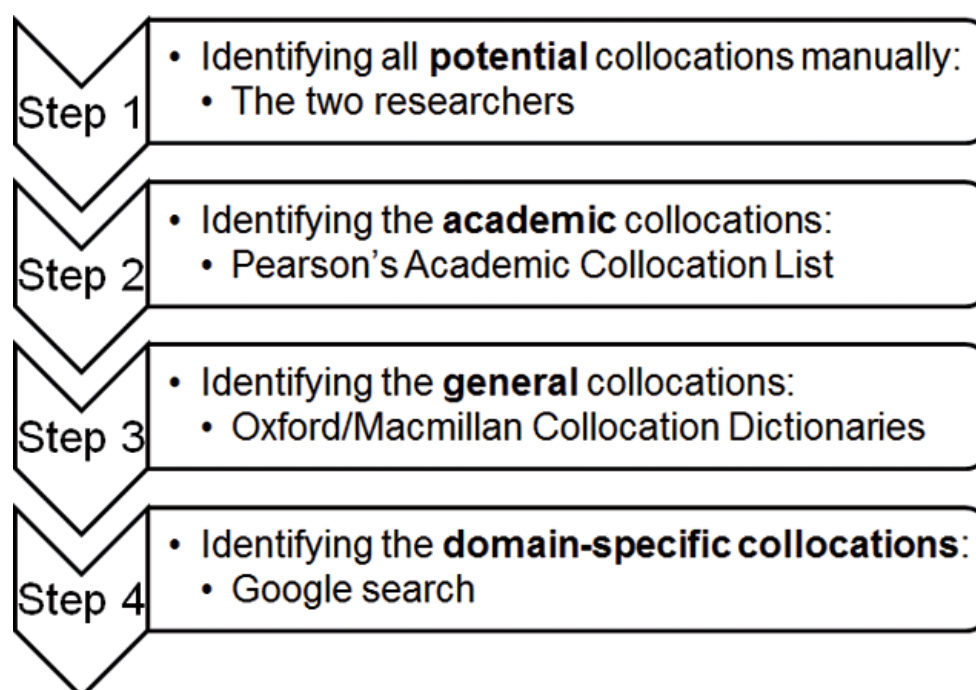 Step 1
• Identifying all potential collocations manually:
• The two researchers
Step 2
• Identifying the academic collocations:
• Pearson's Academic Collocation List
Step 3
• Identifying the general collocations:
• Oxford/Macmillan Collocation Dictionaries
Step 4
• Identifying the domain-specific collocations:
• Google search